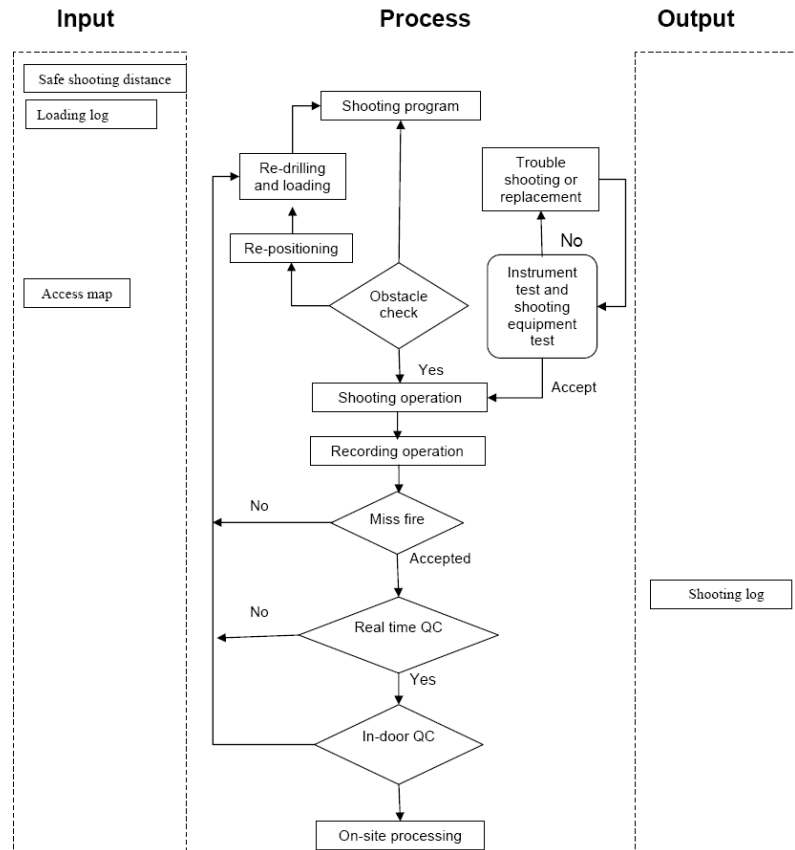 Input
Process
Output
Safe shooting distance
Loading log
Shooting program
Re-drilling
and loading
Trouble
shooting or
replacement
Re-positioning
No
Access map
Obstacle
check
Instrument
test and
shooting
equipment
test
Yes
Accept
Shooting operation
Recording operation
No
Miss fire
Accepted
Shooting log
No
Real time QC
Yes
In-door QC
On-site processing